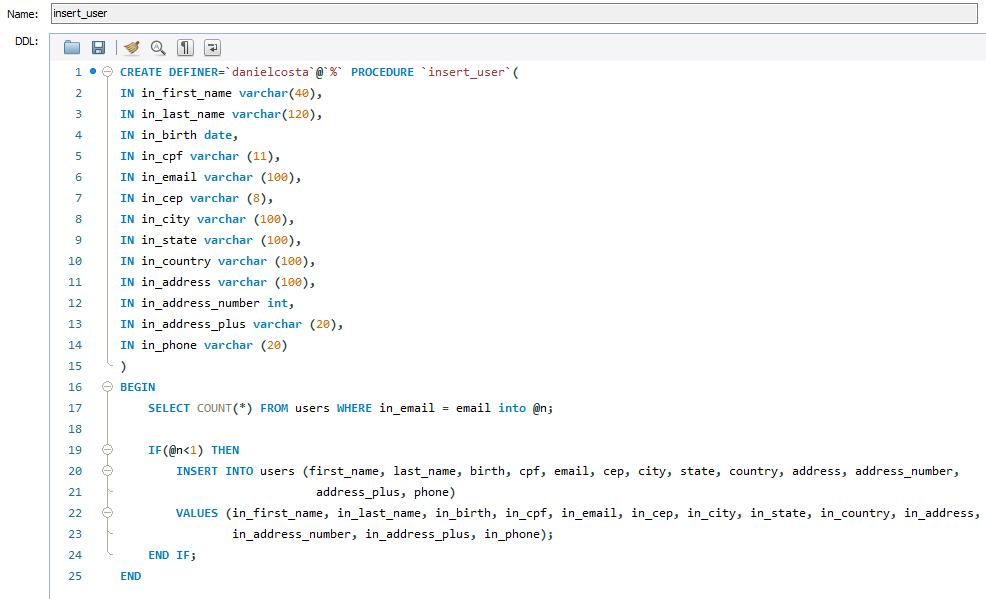 Name: insert_user
DDL:
1 CREATE DEFINER=`danielcosta`@`%` PROCEDURE `insert_user`(
2 IN in_first_name varchar(40),
3 IN in_last_name varchar(120),
4 IN in_birth date,
5 IN in_cpf varchar (11),
6 IN in_email varchar (100),
7 IN in_cep varchar (8),
8 IN in_city varchar (100),
9 IN in_state varchar (100),
10 IN in_country varchar (100),
11 IN in_address varchar (100),
12 IN in_address_number int,
13 IN in_address_plus varchar (20),
14 IN in_phone varchar (20)
15 )
16 BEGIN
17 SELECT COUNT(*) FROM users WHERE in_email = email into @n;
18
19 IF(@n<1) THEN
20 INSERT INTO users (first_name, last_name, birth, cpf, email, cep, city, state, country, address, address_number,
21 address_plus, phone)
22 VALUES (in_first_name, in_last_name, in_birth, in_cpf, in_email, in_cep, in_city, in_state, in_country, in_address,
23 in_address_number, in_address_plus, in_phone);
24 END IF;
25 END